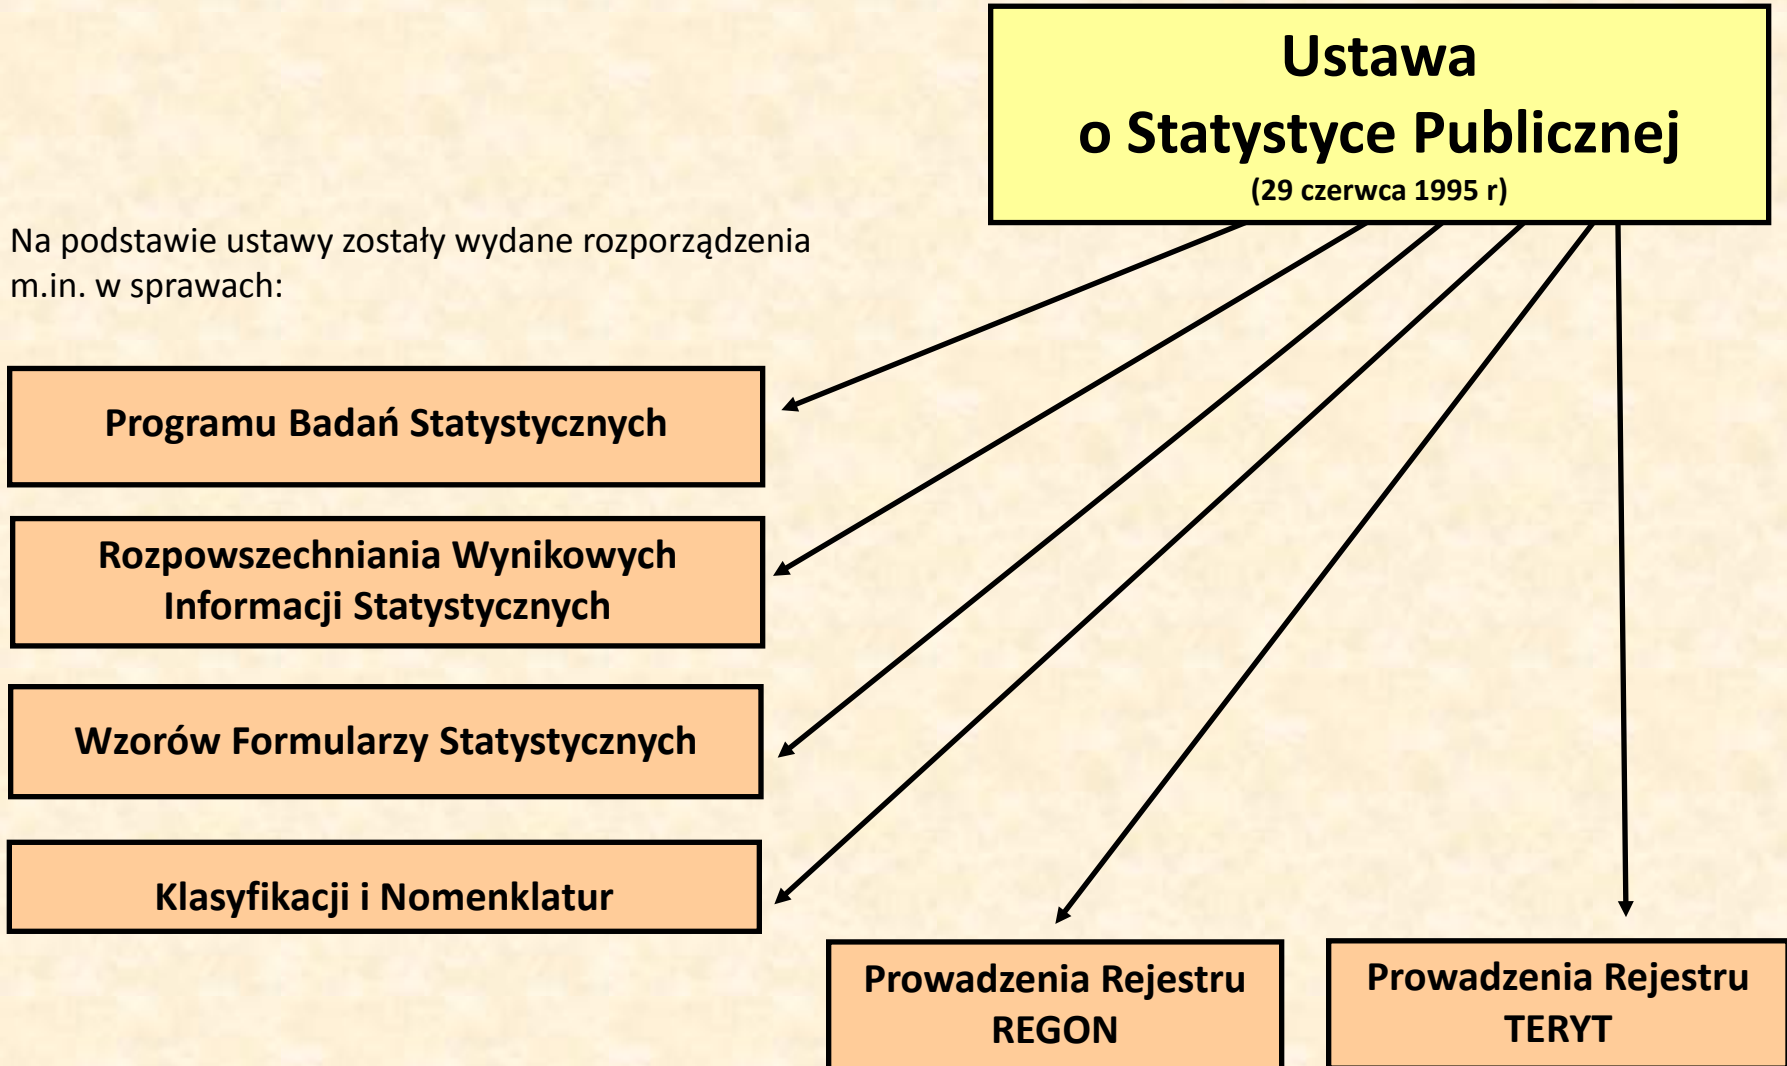 Ustawa
o Statystyce Publicznej
(29 czerwca 1995 r)
Na podstawie ustawy zostały wydane rozporządzenia
m.in. w sprawach:
Programu Badań Statystycznych
Rozpowszechniania Wynikowych
Informacji Statystycznych
Wzorów Formularzy Statystycznych
Klasyfikacji i Nomenklatur
Prowadzenia Rejestru
REGON
Prowadzenia Rejestru
TERYT